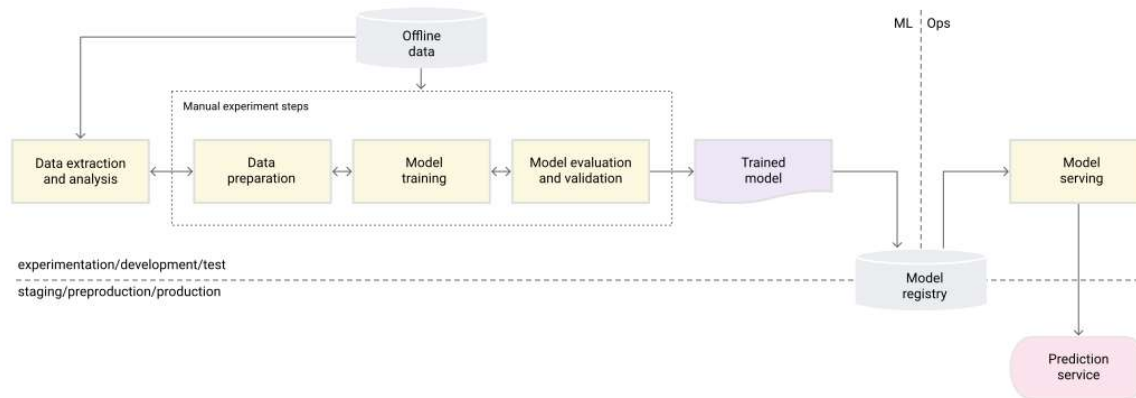 Offline
data
ML
Ops
Manual experiment steps
Data extraction
and analysis
Data
preparation
Model
training
Model evaluation
and validation
Trained
model
Model
serving
experimentation/development/test
staging/preproduction/production
Model
registry
Prediction
service